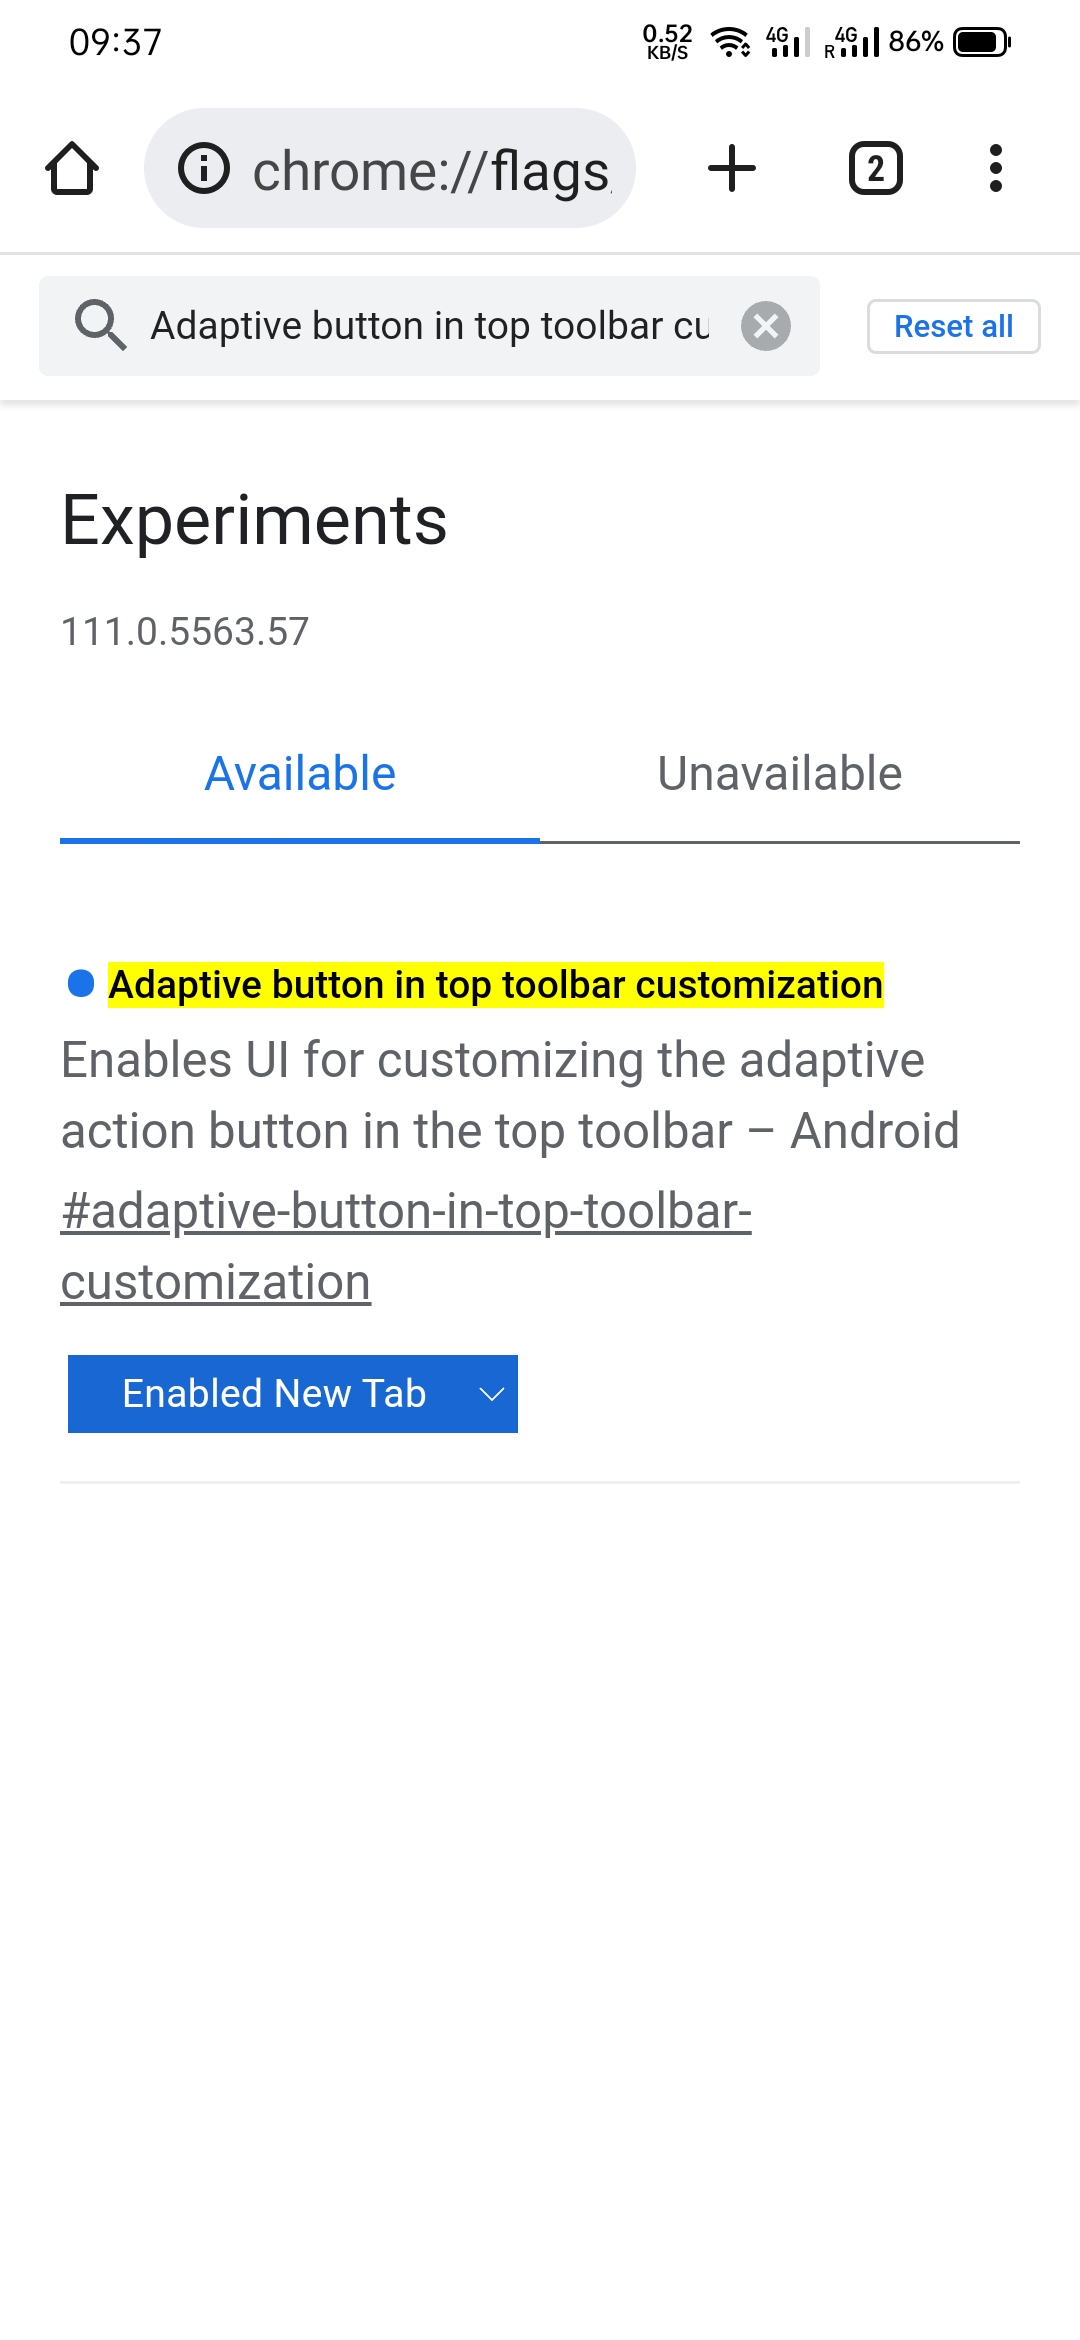 09:37
0.52
KB/S
4G
R 4G
86%
chrome://flags
2
Adaptive button in top toolbar cu
Reset all
Experiments
111.0.5563.57
Available
Unavailable
Adaptive button in top toolbar customization
Enables UI for customizing the adaptive
action button in the top toolbar – Android
#adaptive-button-in-top-toolbar-
customization
Enabled New Tab